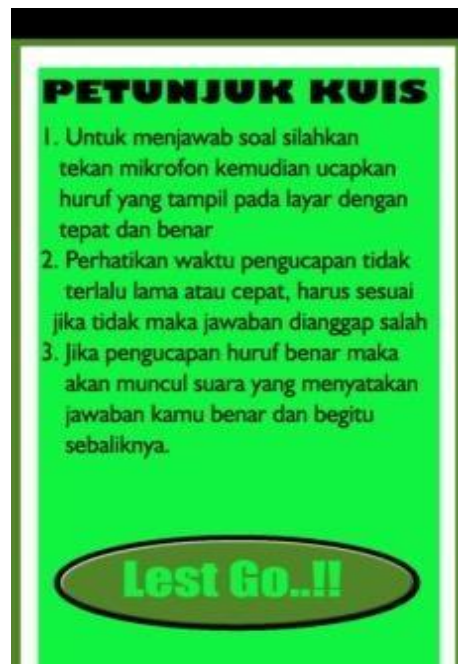 PETUNJUK KUIS
1. Untuk menjawab soal silahkan
tekan mikrofon kemudian ucapkan
huruf yang tampil pada layar dengan
tepat dan benar
2. Perhatikan waktu pengucapan tidak
terlalu lama atau cepat, harus sesuai
jika tidak maka jawaban dianggap salah
3. Jika pengucapan huruf benar maka
akan muncul suara yang menyatakan
jawaban kamu benar dan begitu
sebaliknya.
Lest Go..!!